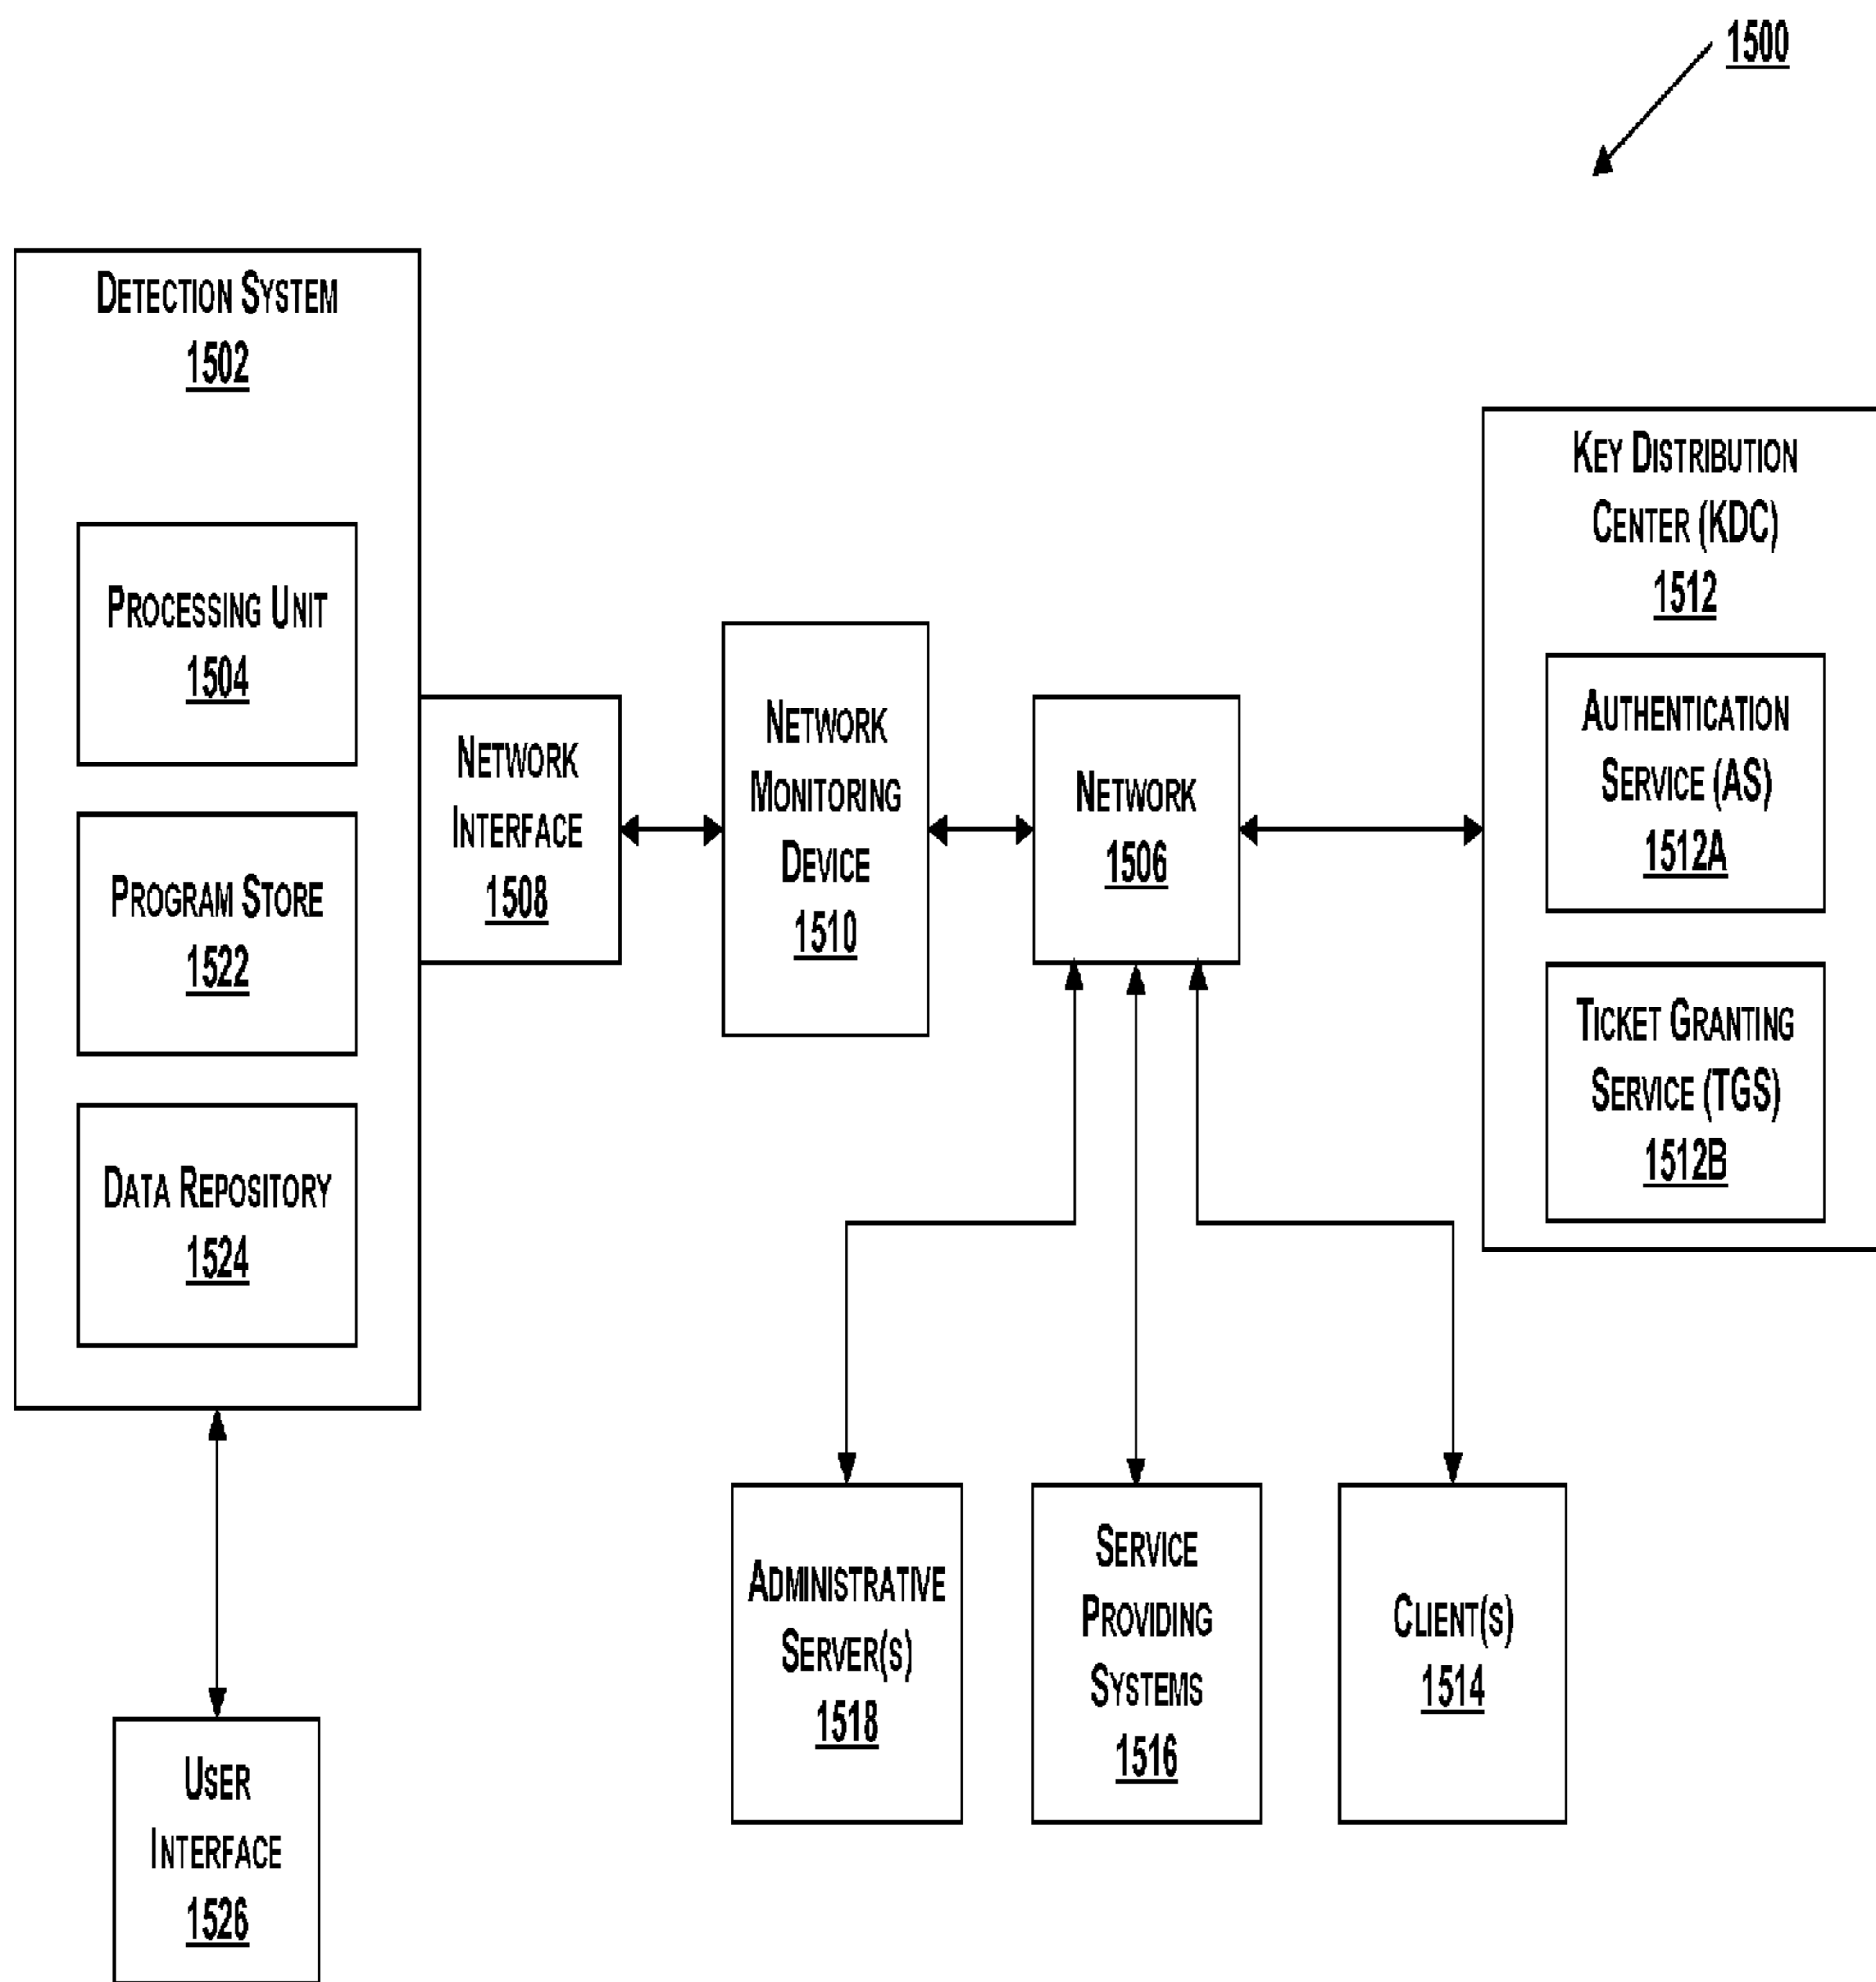 1500
DETECTION SYSTEM
1502
PROCESSING UNIT
1504
PROGRAM STORE
1522
DATA REPOSITORY
1524
NETWORK
INTERFACE
1508
NETWORK
MONITORING
DEVICE
1510
NETWORK
1506
KEY DISTRIBUTION
CENTER (KDC)
1512
AUTHENTICATION
SERVICE (AS)
1512A
TICKET GRANTING
SERVICE (TGS)
1512B
ADMINISTRATIVE
SERVER(S)
1518
SERVICE
PROVIDING
SYSTEMS
1516
CLIENT(S)
1514
USER
INTERFACE
1526